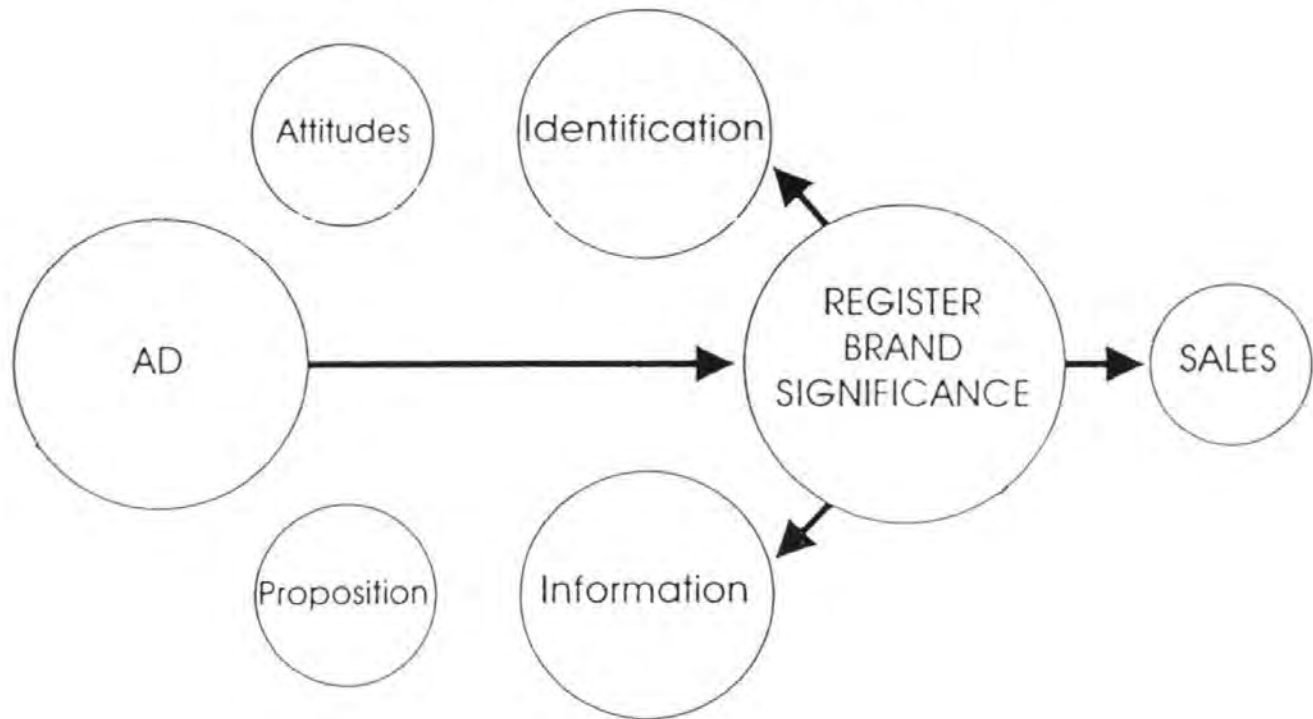 Attitudes
Identification
AD
REGISTER
BRAND
SIGNIFICANCE
SALES
Proposition
Information